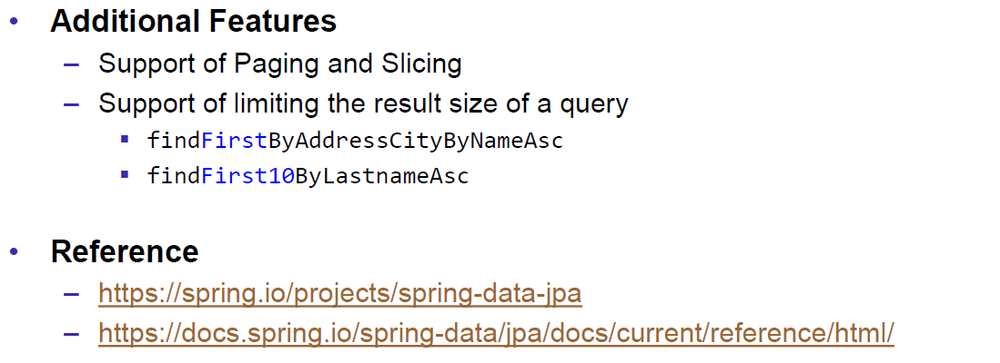 • Additional Features
– Support of Paging and Slicing
– Support of limiting the result size of a query
▪ findFirstByAddressCityByNameAsc
▪ findFirst10ByLastnameAsc
• Reference
– https://spring.io/projects/spring-data-jpa
– https://docs.spring.io/spring-data/jpa/docs/current/reference/html/